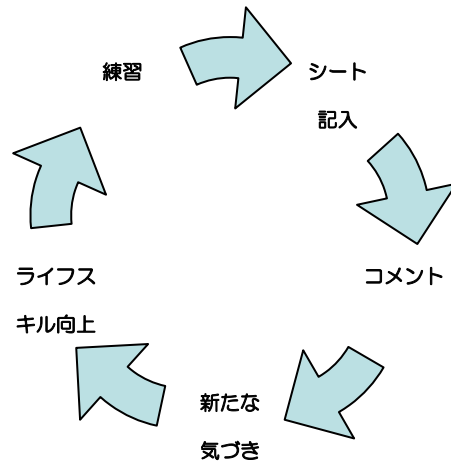 練習
シート
記入
コメント
新たな
気づき
ライフス
キル向上